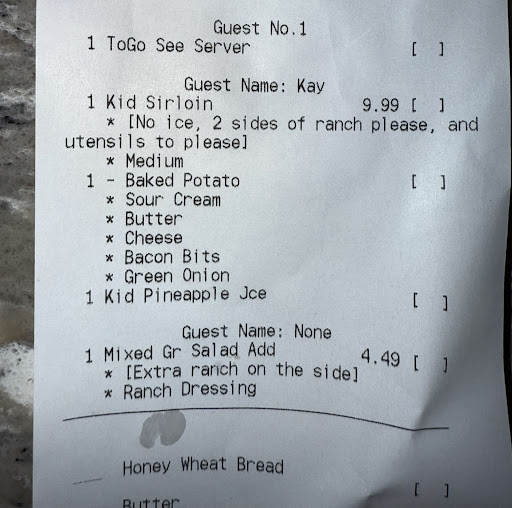 Guest No.1
1 ToGo See Server [ ]
Guest Name: Kay
1 Kid Sirloin 9.99 [ ]
* [No ice, 2 sides of ranch please, and
utensils to please]
* Medium
1 - Baked Potato [ ]
* Sour Cream
* Butter
* Cheese
* Bacon Bits
* Green Onion
1 Kid Pineapple Jce [ ]
Guest Name: None
1 Mixed Gr Salad Add 4.49 [ ]
* [Extra ranch on the side]
* Ranch Dressing
Honey Wheat Bread
[ ]
Butter